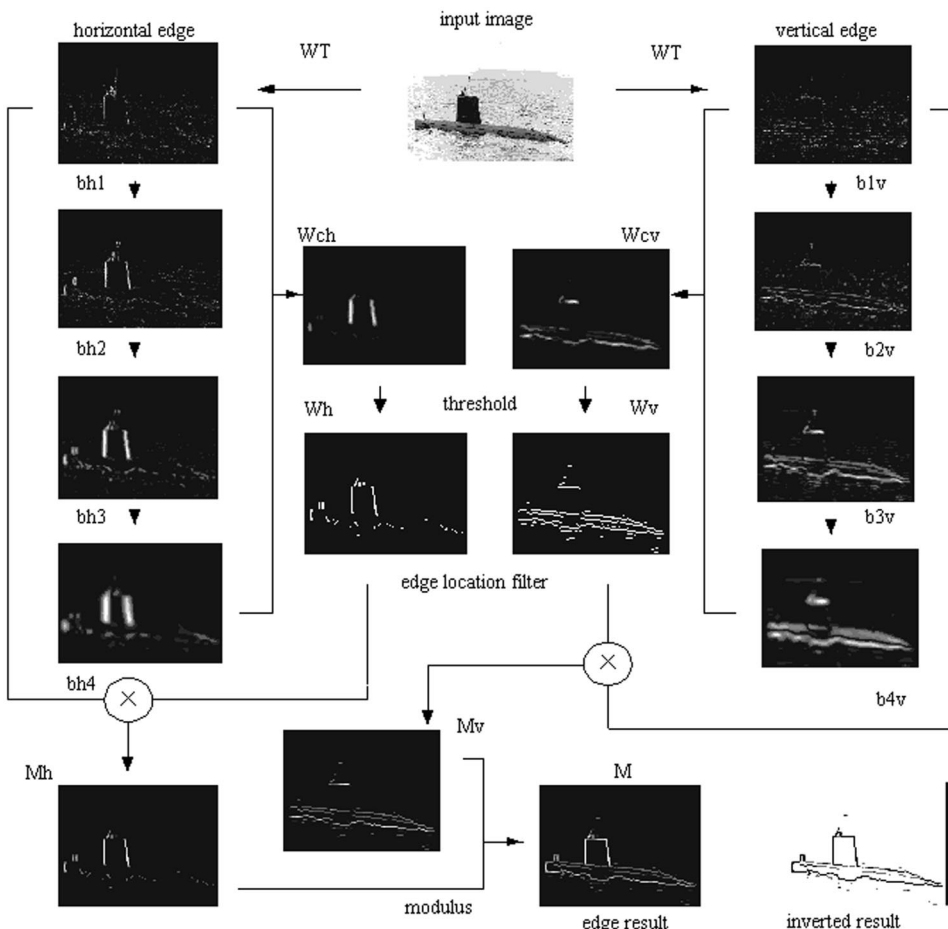 input image
horizontal edge
vertical edge
WT
WT
bh1
b1v
Wch
Wcv
bh2
b2v
Wh
threshold
Wv
bh3
b3v
edge location filter
bh4
b4v
Mv
Mh
M
modulus
edge result
inverted result